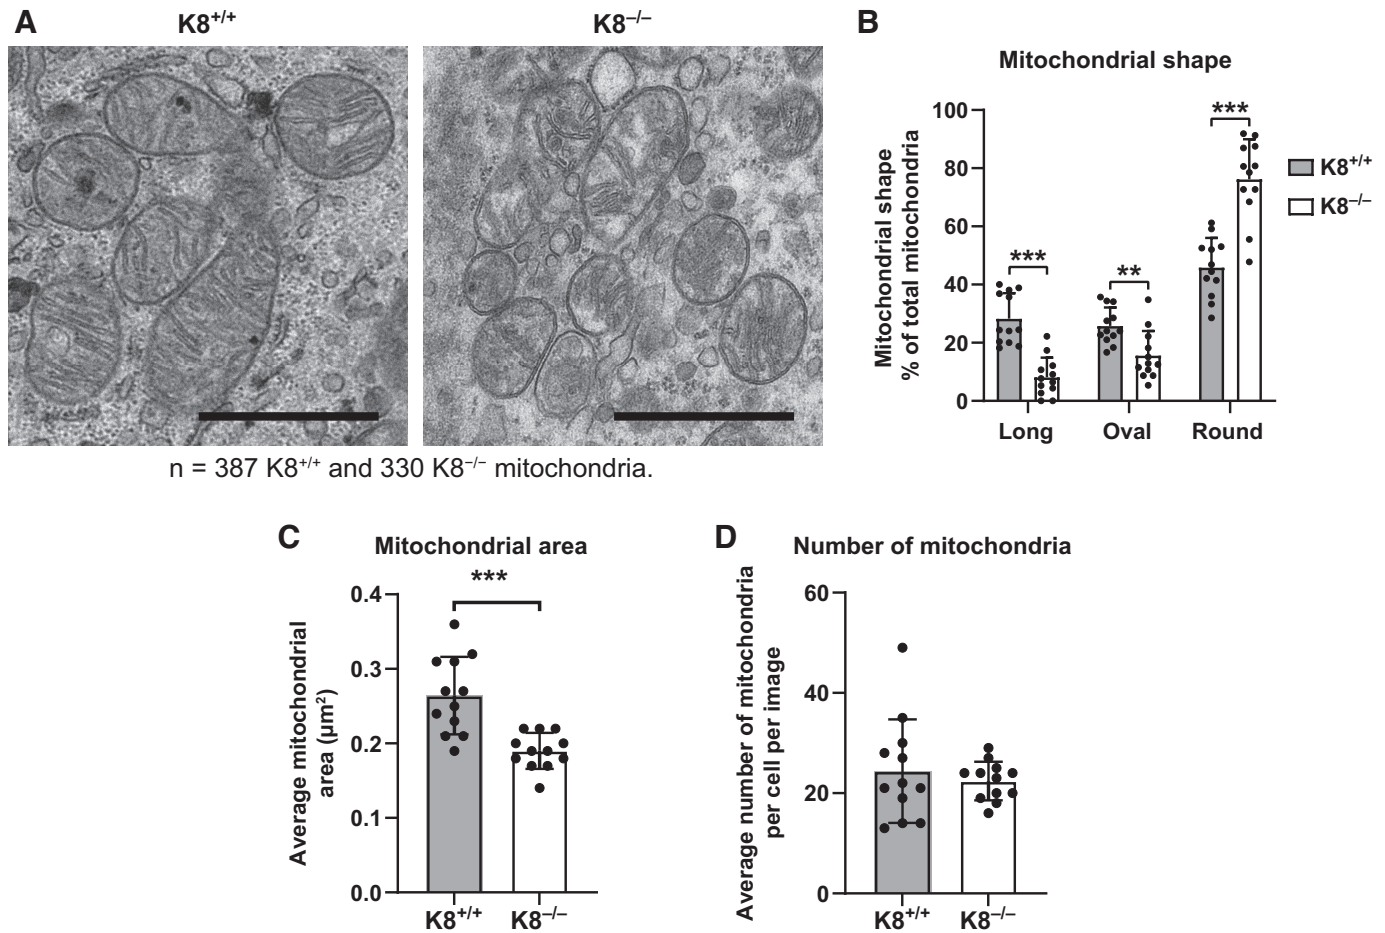 A
K8+/+
K8–/–
n = 387 K8+/+ and 330 K8–/– mitochondria.
B
Mitochondrial shape
Mitochondrial shape
% of total mitochondria
100
80
60
40
20
0
***
**
***
Long
Oval
Round
K8+/+
K8–/–
C
Mitochondrial area
***
Average mitochondrial
area (µm²)
0.4
0.3
0.2
0.1
0.0
K8+/+
K8–/–
D
Number of mitochondria
Average number of mitochondria
per cell per image
60
40
20
0
K8+/+
K8–/–